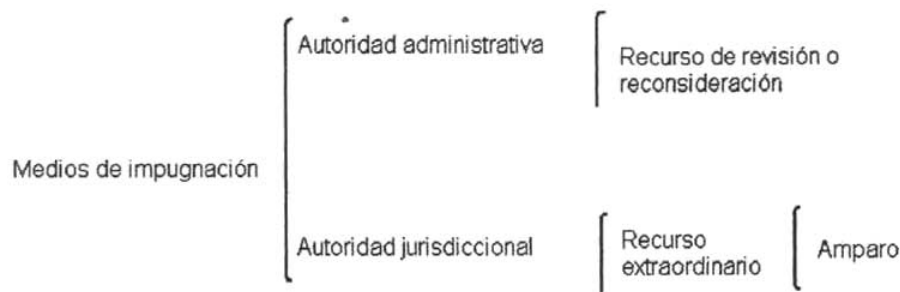 Autoridad administrativa
Recurso de revisión o
reconsideración
Medios de impugnación
Autoridad jurisdiccional
Recurso
extraordinario
Amparo